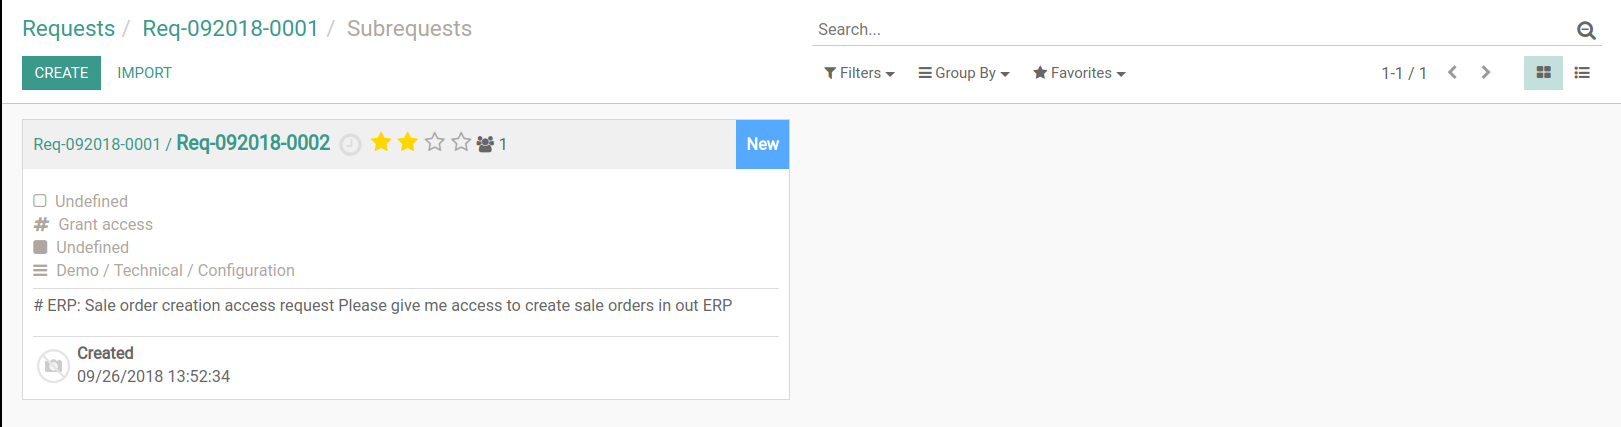 Requests / Req-092018-0001 / Subrequests
Search...
CREATE IMPORT
Filters Group By Favorites 1-1 / 1
Req-092018-0001 / Req-092018-0002 1 New
Undefined
# Grant access
Undefined
Demo / Technical / Configuration
# ERP: Sale order creation access request Please give me access to create sale orders in out ERP
Created
09/26/2018 13:52:34